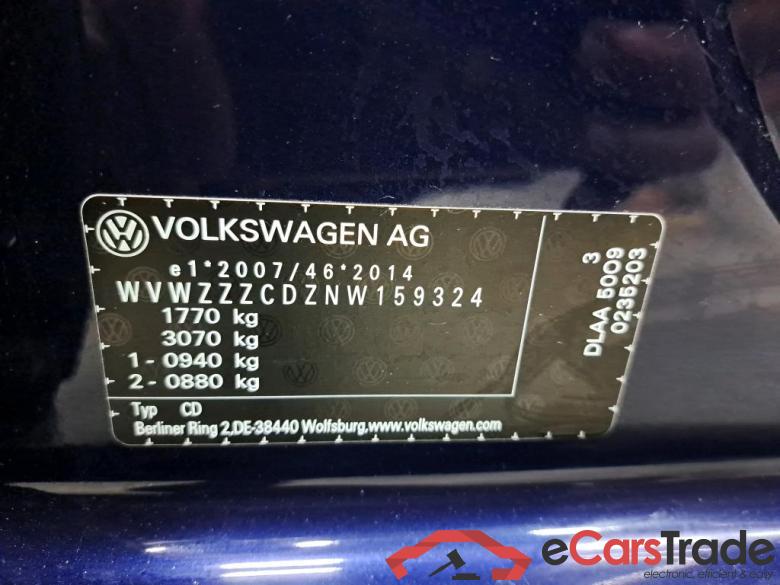 VOLKSWAGEN AG
e1*2007/46*2014
WVWZZZCDZNW159324
1770 kg
3070 kg
1 - 0940 kg
2 - 0880 kg
Typ CD
Berliner Ring 2,DE-38440 Wolfsburg,www.volkswagen.com
3
DLAA 5009
0235203
eCarsTrade
electronic, efficient &